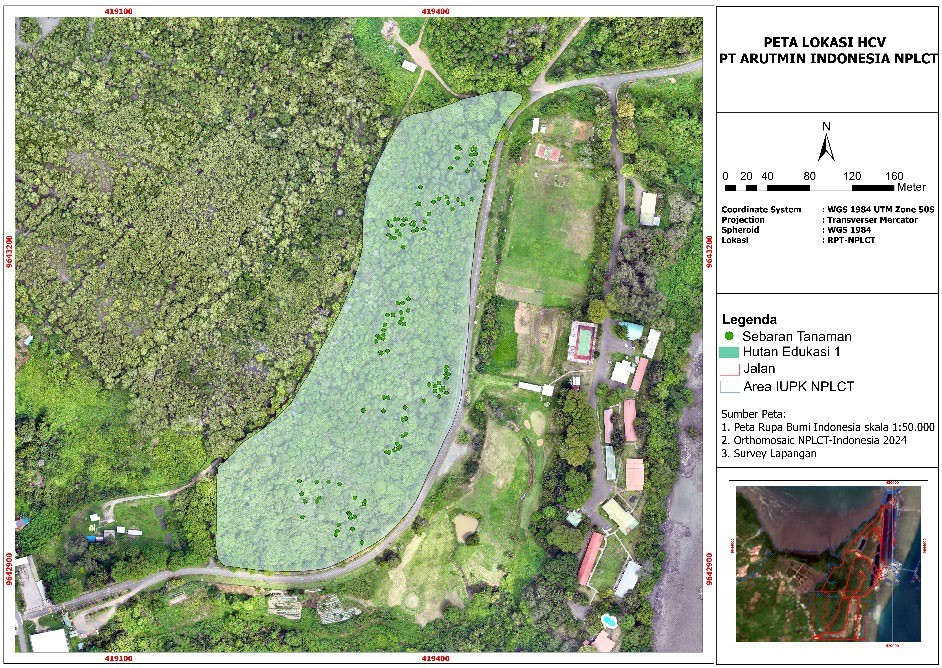 419100
419400
9643200
9643200
9642900
9642900
419100
419400
PETA LOKASI HCV
PT ARUTMIN INDONESIA NPLCT
N
0 20 40 80 120 160
Meter
Coordinate System : WGS 1984 UTM Zone 50S
Projection : Transverser Mercator
Spheroid : WGS 1984
Lokasi : RPT-NPLCT
Legenda
Sebaran Tanaman
Hutan Edukasi 1
Jalan
Area IUPK NPLCT
Sumber Peta:
1. Peta Rupa Bumi Indonesia skala 1:50.000
2. Orthomosaic NPLCT-Indonesia 2024
3. Survey Lapangan